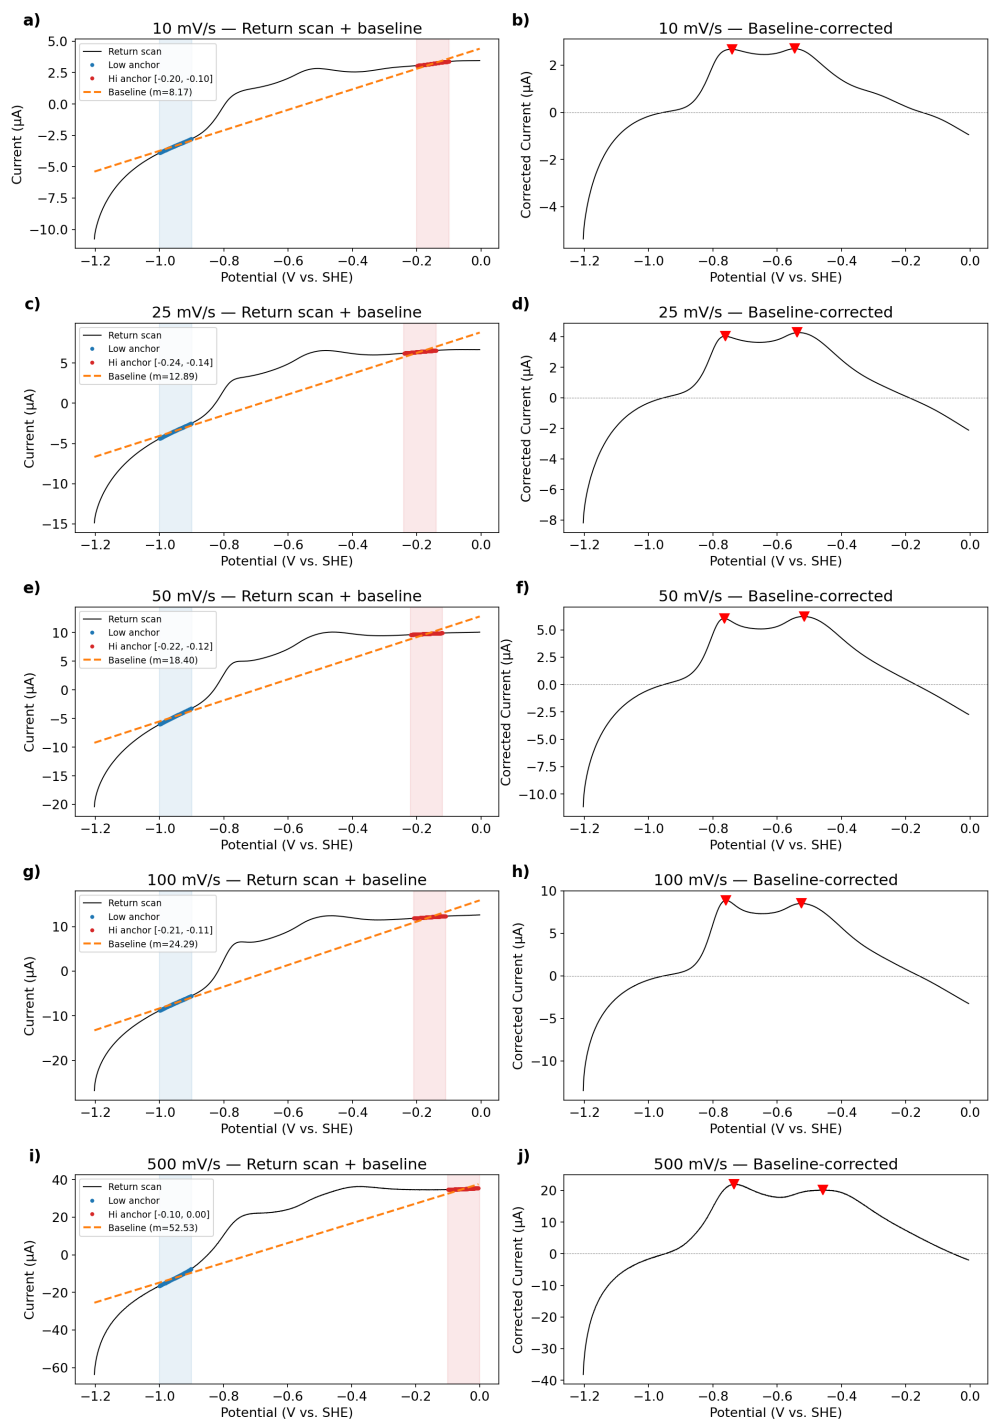 a)
10 mV/s — Return scan + baseline
5.0
2.5
0.0
−2.5
−5.0
−7.5
−10.0
Current (μA)
Return scan
Low anchor
Hi anchor [-0.20, -0.10]
Baseline (m=8.17)
−1.2 −1.0 −0.8 −0.6 −0.4 −0.2 0.0
Potential (V vs. SHE)
b)
10 mV/s — Baseline-corrected
2
0
−2
−4
Corrected Current (μA)
−1.2 −1.0 −0.8 −0.6 −0.4 −0.2 0.0
Potential (V vs. SHE)
c)
25 mV/s — Return scan + baseline
5
0
−5
−10
−15
Current (μA)
Return scan
Low anchor
Hi anchor [-0.24, -0.14]
Baseline (m=12.89)
−1.2 −1.0 −0.8 −0.6 −0.4 −0.2 0.0
Potential (V vs. SHE)
d)
25 mV/s — Baseline-corrected
4
2
0
−2
−4
−6
−8
Corrected Current (μA)
−1.2 −1.0 −0.8 −0.6 −0.4 −0.2 0.0
Potential (V vs. SHE)
e)
50 mV/s — Return scan + baseline
10
5
0
−5
−10
−15
−20
Current (μA)
Return scan
Low anchor
Hi anchor [-0.22, -0.12]
Baseline (m=18.40)
−1.2 −1.0 −0.8 −0.6 −0.4 −0.2 0.0
Potential (V vs. SHE)
f)
50 mV/s — Baseline-corrected
5.0
2.5
0.0
−2.5
−5.0
−7.5
−10.0
Corrected Current (μA)
−1.2 −1.0 −0.8 −0.6 −0.4 −0.2 0.0
Potential (V vs. SHE)
g)
100 mV/s — Return scan + baseline
10
0
−10
−20
Current (μA)
Return scan
Low anchor
Hi anchor [-0.21, -0.11]
Baseline (m=24.29)
−1.2 −1.0 −0.8 −0.6 −0.4 −0.2 0.0
Potential (V vs. SHE)
h)
100 mV/s — Baseline-corrected
10
5
0
−5
−10
Corrected Current (μA)
−1.2 −1.0 −0.8 −0.6 −0.4 −0.2 0.0
Potential (V vs. SHE)
i)
500 mV/s — Return scan + baseline
40
20
0
−20
−40
−60
Current (μA)
Return scan
Low anchor
Hi anchor [-0.10, 0.00]
Baseline (m=52.53)
−1.2 −1.0 −0.8 −0.6 −0.4 −0.2 0.0
Potential (V vs. SHE)
j)
500 mV/s — Baseline-corrected
20
10
0
−10
−20
−30
−40
Corrected Current (μA)
−1.2 −1.0 −0.8 −0.6 −0.4 −0.2 0.0
Potential (V vs. SHE)